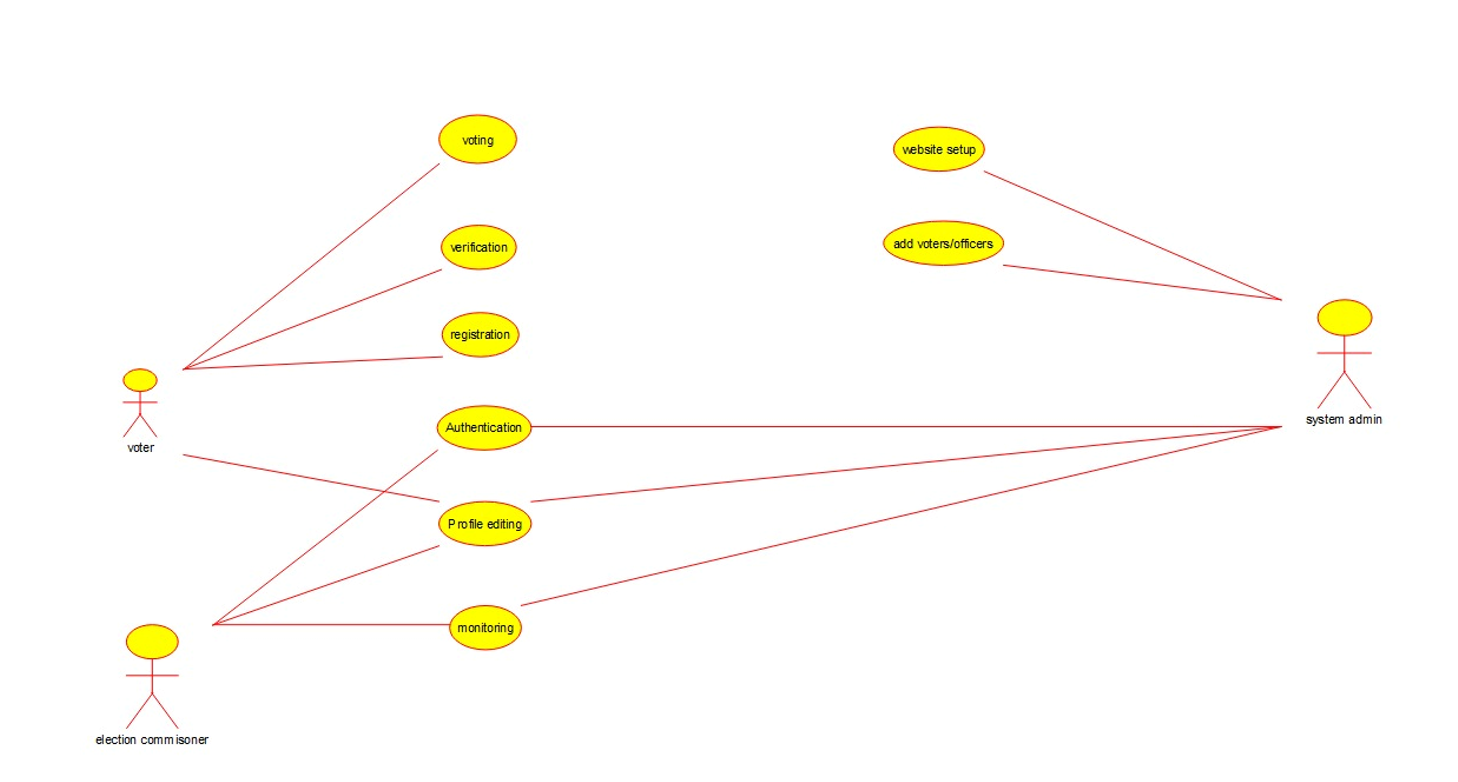 voting
website setup
verification
add voters/officers
registration
system admin
Authentication
voter
Profile editing
monitoring
election commisoner